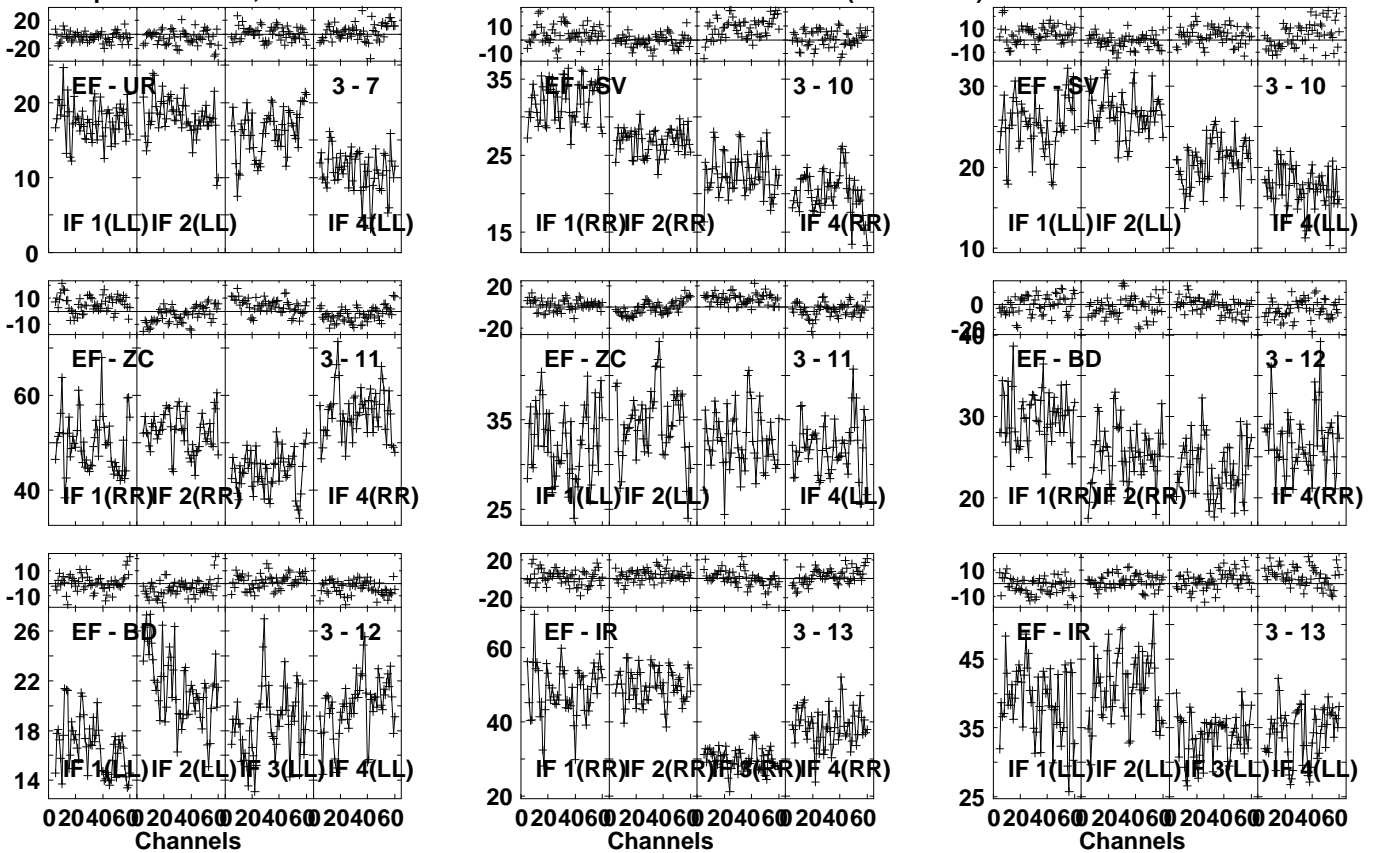 20
-20
EF - UR
3 - 7
20
10
0
IF 1(LL)
IF 2(LL)
IF 4(LL)
10
-10
EF - SV
3 - 10
35
25
15
IF 1(RR)
IF 2(RR)
IF 4(RR)
10
-10
EF - SV
3 - 10
30
20
10
IF 1(LL)
IF 2(LL)
IF 4(LL)
10
-10
EF - ZC
3 - 11
60
40
IF 1(RR)
IF 2(RR)
IF 4(RR)
20
-20
EF - ZC
3 - 11
35
25
IF 1(LL)
IF 2(LL)
IF 4(LL)
0
-20
40
EF - BD
3 - 12
30
20
IF 1(RR)
IF 2(RR)
IF 4(RR)
10
-10
EF - BD
3 - 12
26
22
18
14
IF 1(LL)
IF 2(LL)
IF 3(LL)
IF 4(LL)
0 20 40 60 0 20 40 60 0 20 40 60 0 20 40 60
Channels
20
-20
EF - IR
3 - 13
60
40
20
IF 1(RR)
IF 2(RR)
IF 3(RR)
IF 4(RR)
0 20 40 60 0 20 40 60 0 20 40 60 0 20 40 60
Channels
10
-10
EF - IR
3 - 13
45
35
25
IF 1(LL)
IF 2(LL)
IF 3(LL)
IF 4(LL)
0 20 40 60 0 20 40 60 0 20 40 60 0 20 40 60
Channels